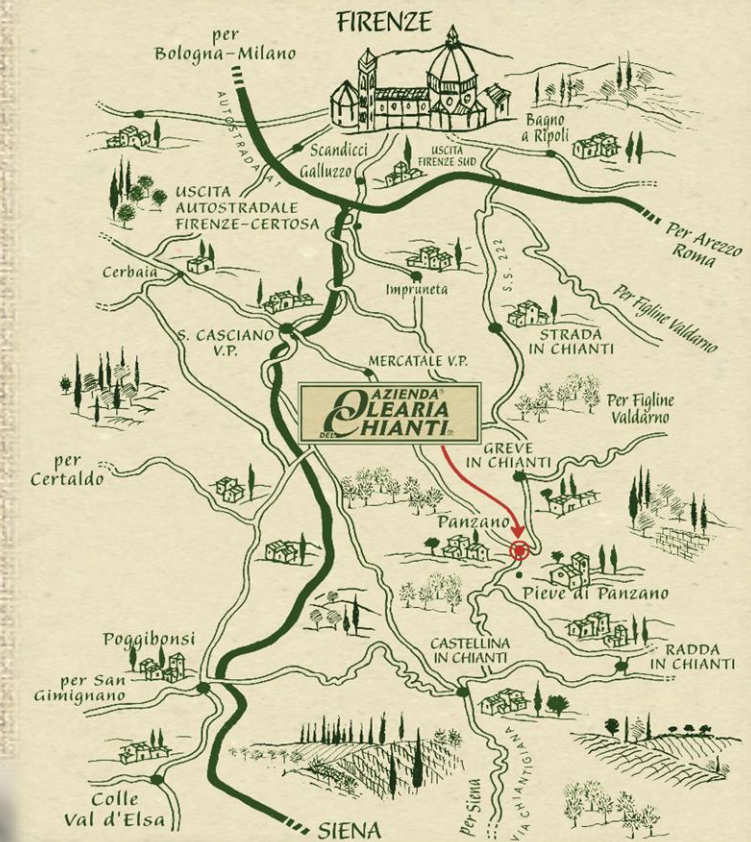 FIRENZE
per
Bologna–Milano
AUTOSTRADA A1
Scandicci
Galluzzo
USCITA
FIRENZE SUD
Bagno
a Ripoli
USCITA
AUTOSTRADALE
FIRENZE–CERTOSA
Per Arezzo
Roma
Cerbaia
Impruneta
S.S. 222
Per Figline Valdarno
S. CASCIANO
V.P.
STRADA
IN CHIANTI
MERCATALE V.P.
AZIENDA
OLEARIA
DEL CHIANTI
Per Figline
Valdarno
GREVE
IN CHIANTI
per
Certaldo
Panzano
Pieve di Panzano
Poggibonsi
CASTELLINA
IN CHIANTI
RADDA
IN CHIANTI
per San
Gimignano
Colle
Val d'Elsa
per Siena
VIA CHIANTIGIANA
SIENA